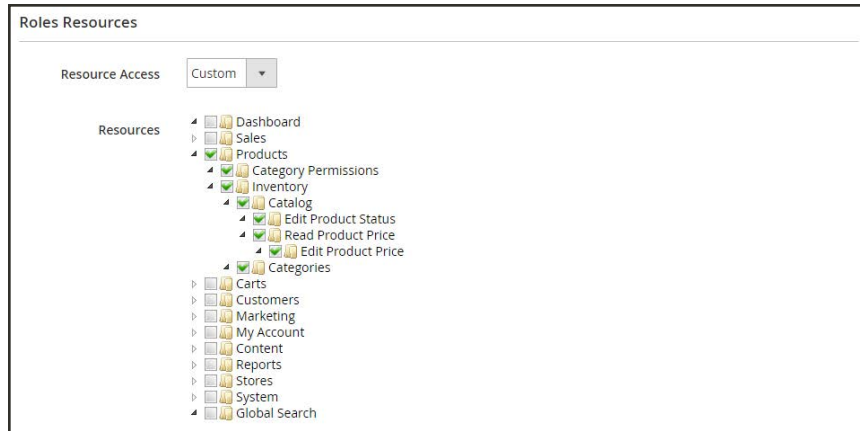 Roles Resources
Resource Access Custom
Resources
Dashboard
Sales
Products
Category Permissions
Inventory
Catalog
Edit Product Status
Read Product Price
Edit Product Price
Categories
Carts
Customers
Marketing
My Account
Content
Reports
Stores
System
Global Search